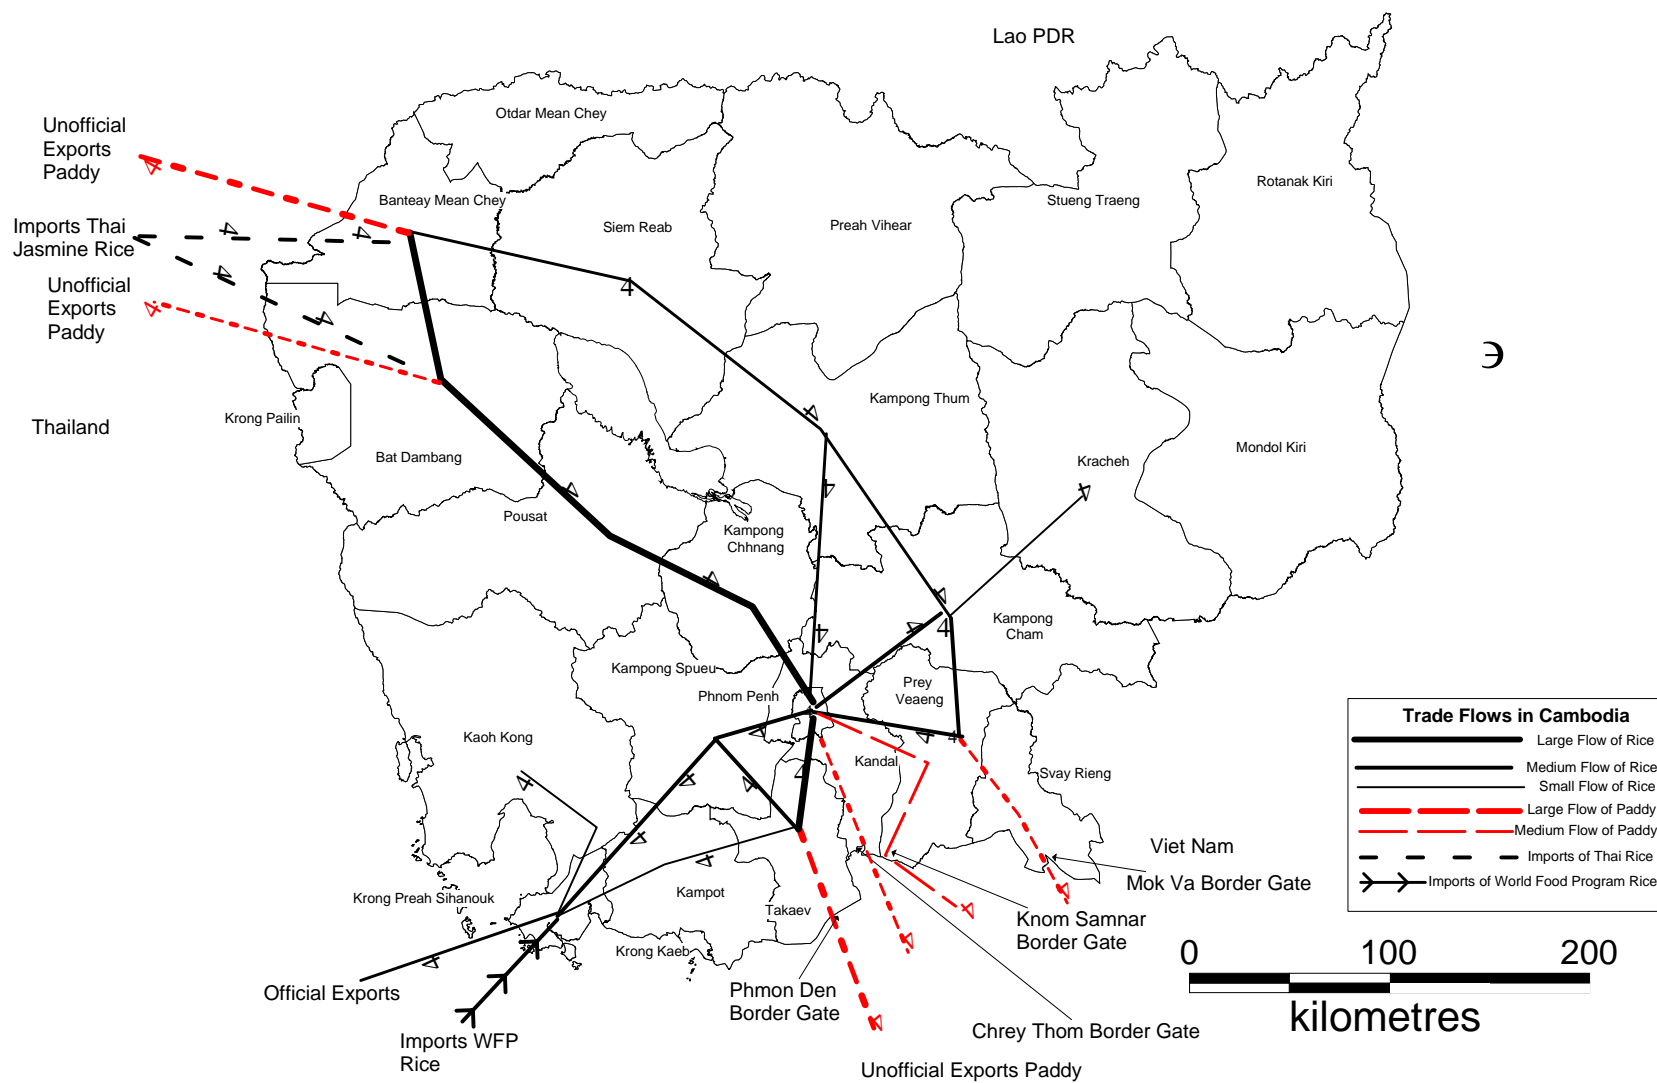 Lao PDR
Unofficial
Exports
Paddy
Otdar Mean Chey
Banteay Mean Chey
Siem Reab
Preah Vihear
Stueng Traeng
Rotanak Kiri
Imports Thai
Jasmine Rice
Unofficial
Exports
Paddy
Thailand
Krong Pailin
Bat Dambang
Kampong Thum
Kracheh
Mondol Kiri
Pousat
Kampong
Chhnang
Kampong
Cham
Kampong Spueu
Phnom Penh
Prey
Veaeng
Kaoh Kong
Kandal
Svay Rieng
Krong Preah Sihanouk
Kampot
Takaev
Krong Kaeb
Viet Nam
Mok Va Border Gate
Knom Samnar
Border Gate
Official Exports
Phmon Den
Border Gate
Chrey Thom Border Gate
Imports WFP
Rice
Unofficial Exports Paddy
Trade Flows in Cambodia
Large Flow of Rice
Medium Flow of Rice
Small Flow of Rice
Large Flow of Paddy
Medium Flow of Paddy
Imports of Thai Rice
Imports of World Food Program Rice
0 100 200
kilometres